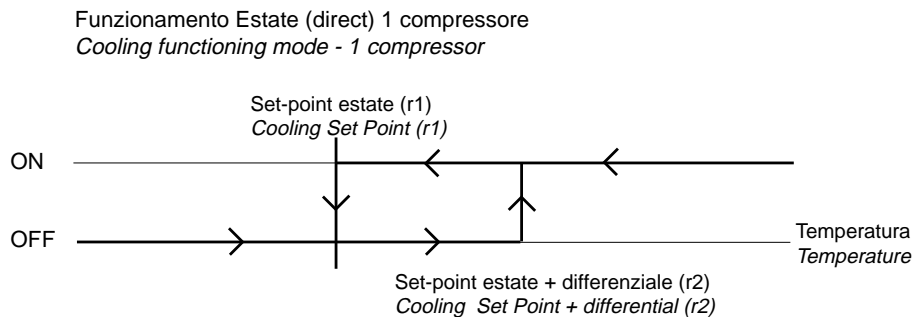 Funzionamento Estate (direct) 1 compressore
Cooling functioning mode - 1 compressor
Set-point estate (r1)
Cooling Set Point (r1)
ON
OFF
Temperatura
Temperature
Set-point estate + differenziale (r2)
Cooling Set Point + differential (r2)